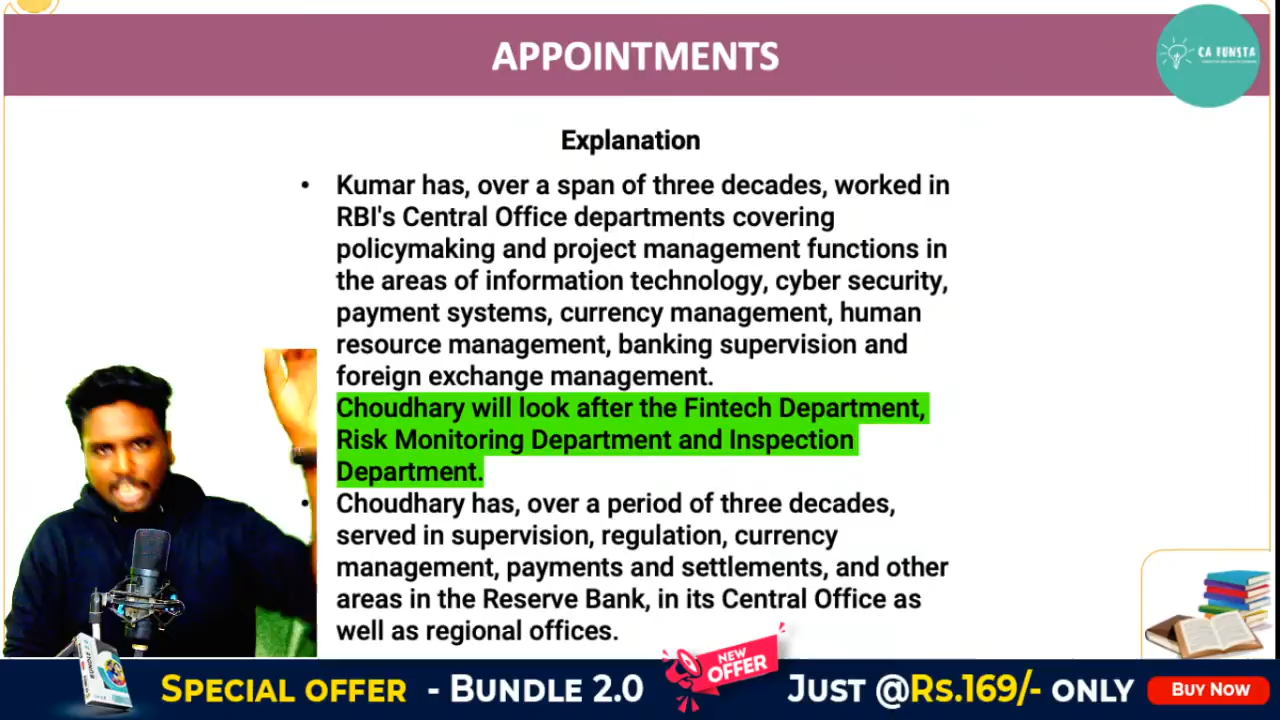 APPOINTMENTS
CA FUNSTA
Explanation
• Kumar has, over a span of three decades, worked in
RBI's Central Office departments covering
policymaking and project management functions in
the areas of information technology, cyber security,
payment systems, currency management, human
resource management, banking supervision and
foreign exchange management.
Choudhary will look after the Fintech Department,
Risk Monitoring Department and Inspection
Department.
• Choudhary has, over a period of three decades,
served in supervision, regulation, currency
management, payments and settlements, and other
areas in the Reserve Bank, in its Central Office as
well as regional offices.
BUNDLE 2.0
SPECIAL OFFER - BUNDLE 2.0
NEW
OFFER
JUST @Rs.169/- ONLY
Buy Now